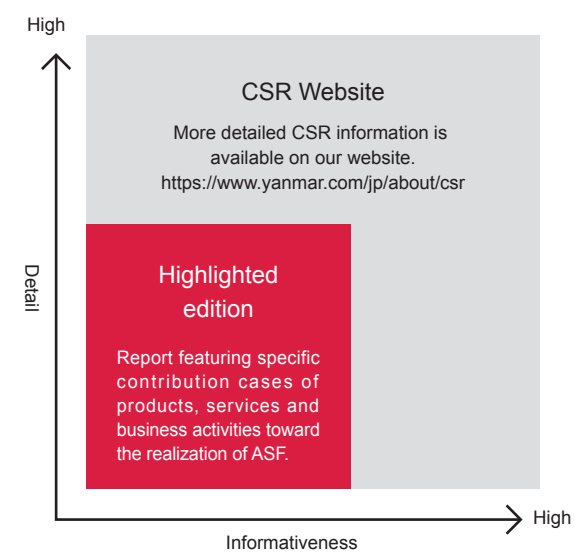 High
CSR Website
More detailed CSR information is
available on our website.
https://www.yanmar.com/jp/about/csr
Detail
Highlighted
edition
Report featuring specific
contribution cases of
products, services and
business activities toward
the realization of ASF.
High
Informativeness